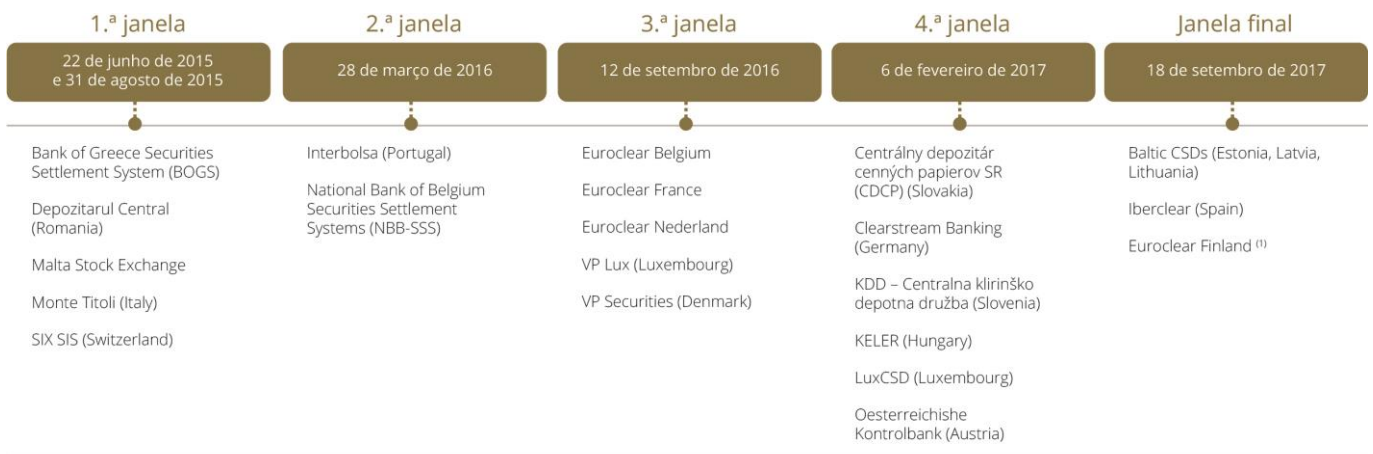 1.ª janela
22 de junho de 2015
e 31 de agosto de 2015
Bank of Greece Securities
Settlement System (BOGS)
Depozitarul Central
(Romania)
Malta Stock Exchange
Monte Titoli (Italy)
SIX SIS (Switzerland)
2.ª janela
28 de março de 2016
Interbolsa (Portugal)
National Bank of Belgium
Securities Settlement
Systems (NBB-SSS)
3.ª janela
12 de setembro de 2016
Euroclear Belgium
Euroclear France
Euroclear Nederland
VP Lux (Luxembourg)
VP Securities (Denmark)
4.ª janela
6 de fevereiro de 2017
Centrálny depozitár
cenných papierov SR
(CDCP) (Slovakia)
Clearstream Banking
(Germany)
KDD – Centralna klirinško
depotna družba (Slovenia)
KELER (Hungary)
LuxCSD (Luxembourg)
Oesterreichishe
Kontrolbank (Austria)
Janela final
18 de setembro de 2017
Baltic CSDs (Estonia, Latvia,
Lithuania)
Iberclear (Spain)
Euroclear Finland (1)